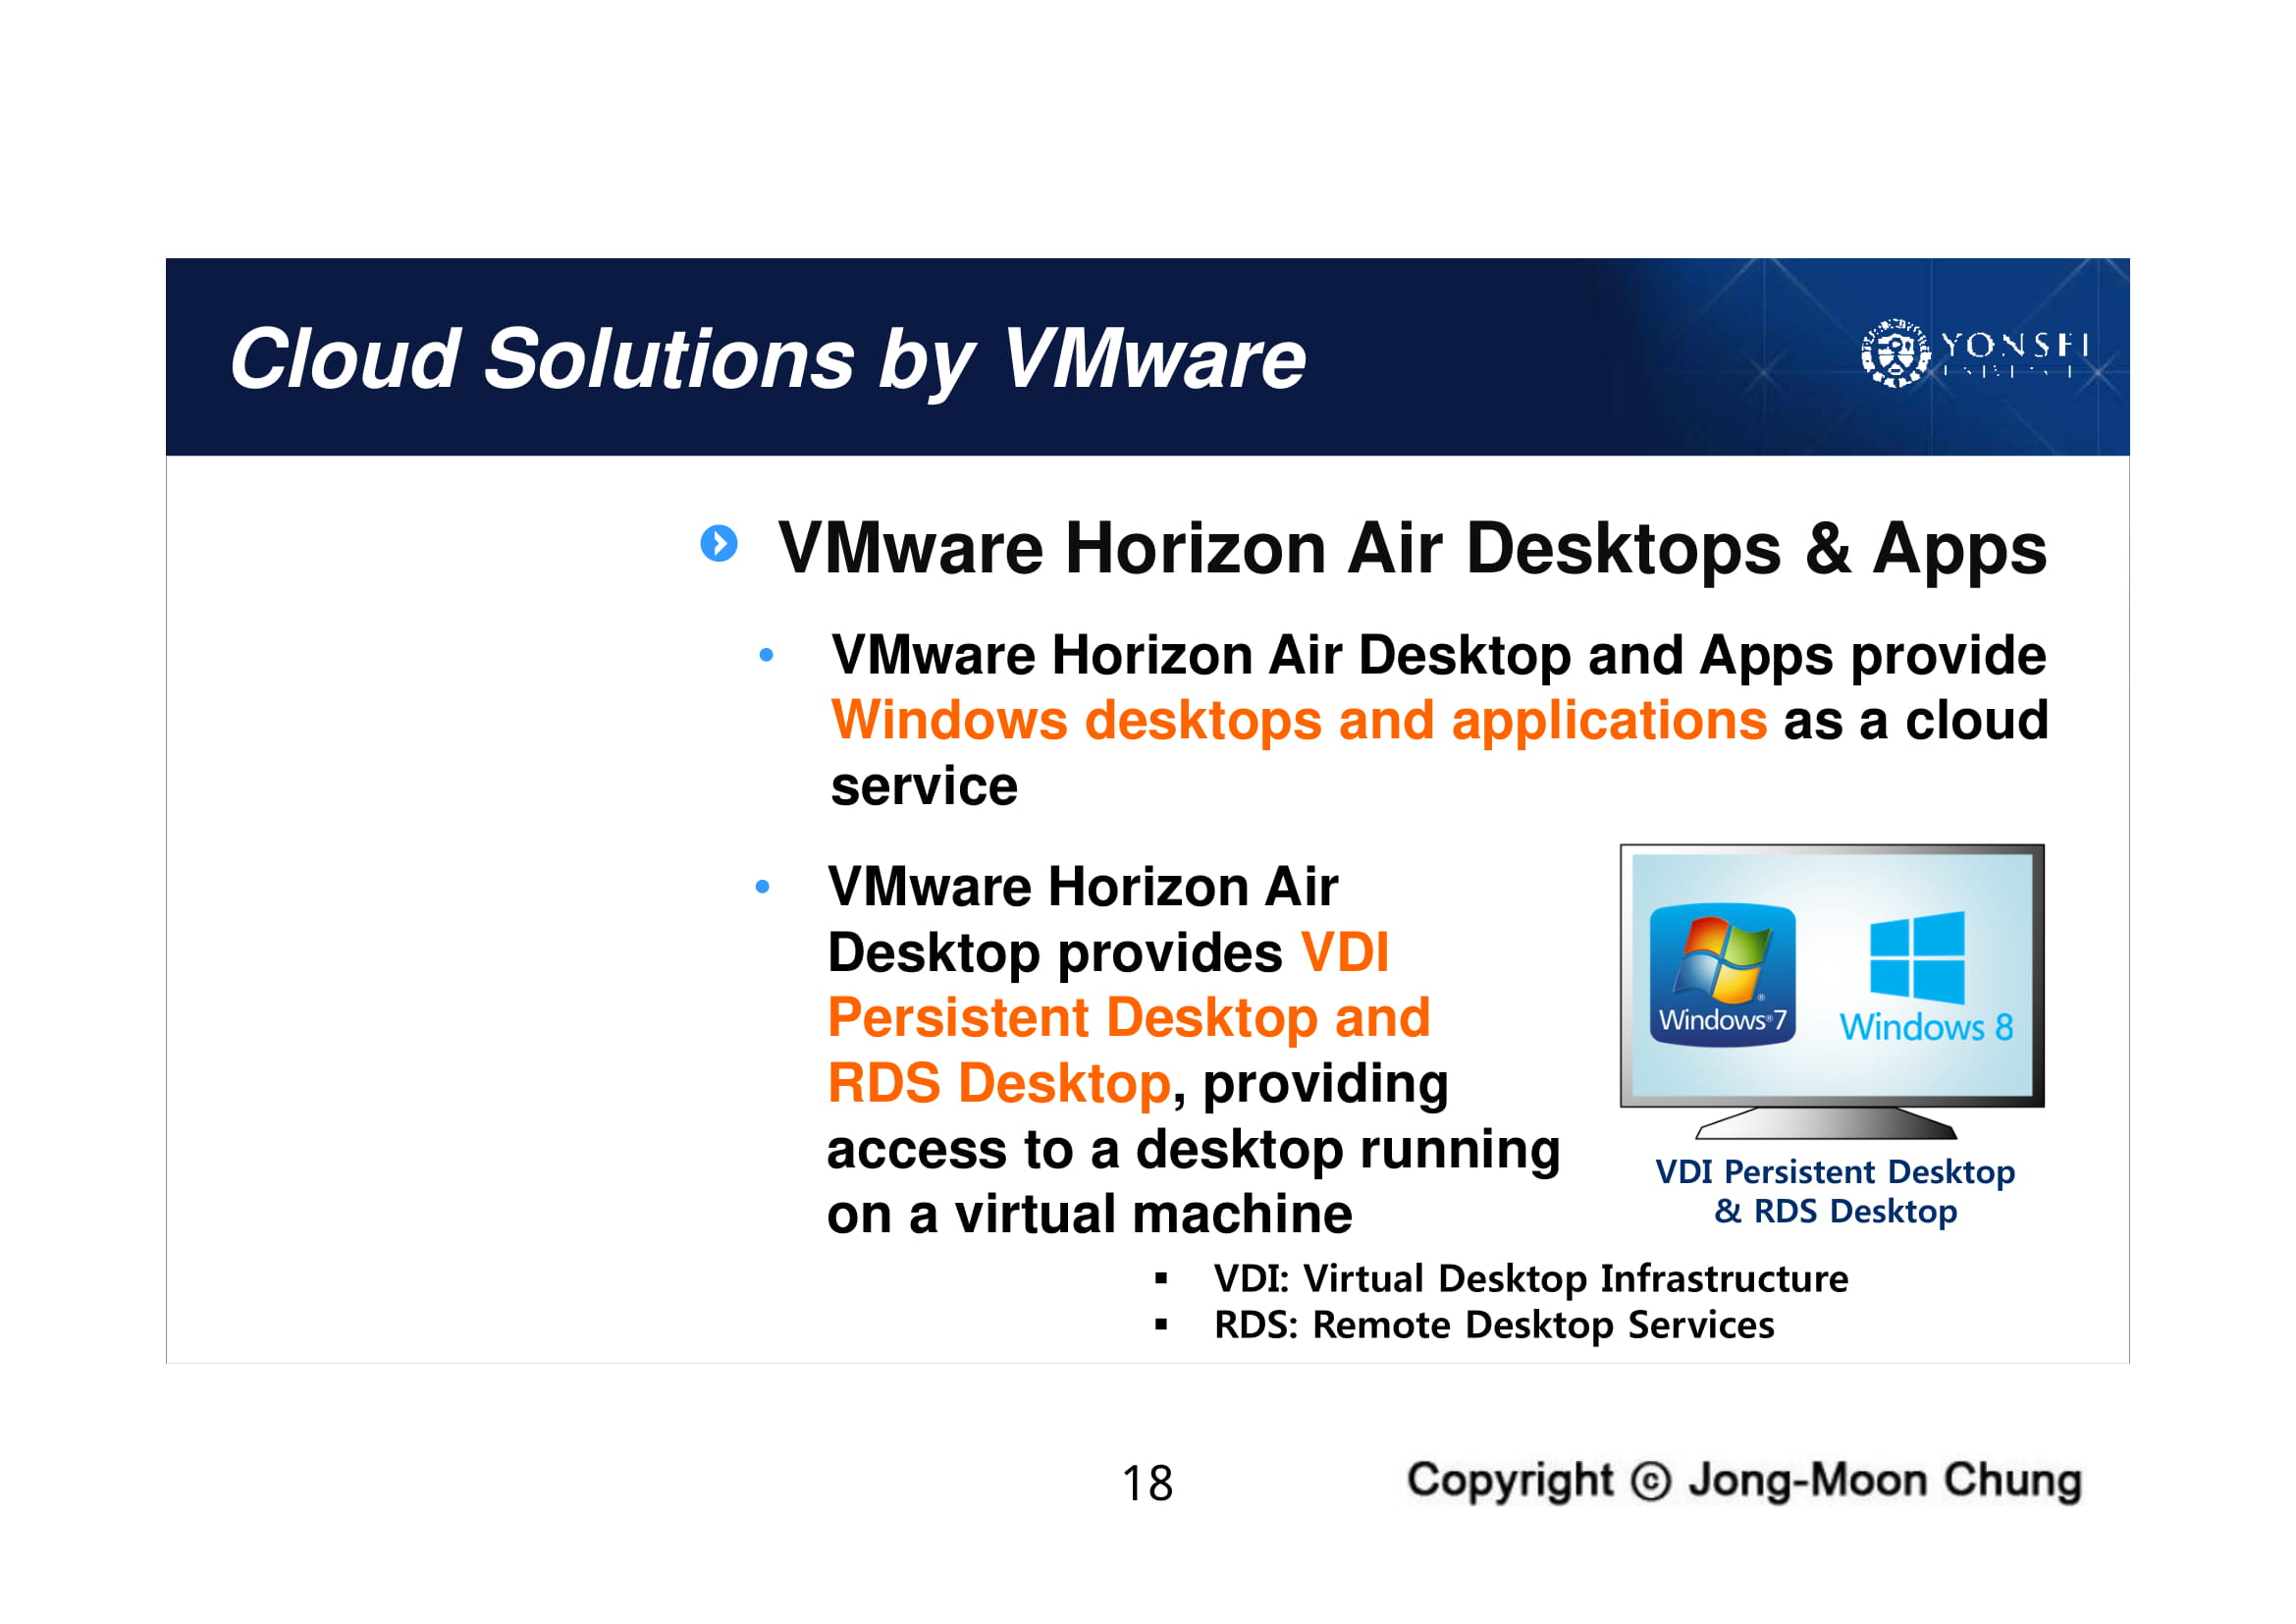 Cloud Solutions by VMware
YONSEI
VMware Horizon Air Desktops & Apps
• VMware Horizon Air Desktop and Apps provide
Windows desktops and applications as a cloud
service
• VMware Horizon Air
Desktop provides VDI
Persistent Desktop and
RDS Desktop, providing
access to a desktop running
on a virtual machine
Windows®7
Windows 8
VDI Persistent Desktop
& RDS Desktop
▪ VDI: Virtual Desktop Infrastructure
▪ RDS: Remote Desktop Services
18
Copyright ⓒ Jong-Moon Chung